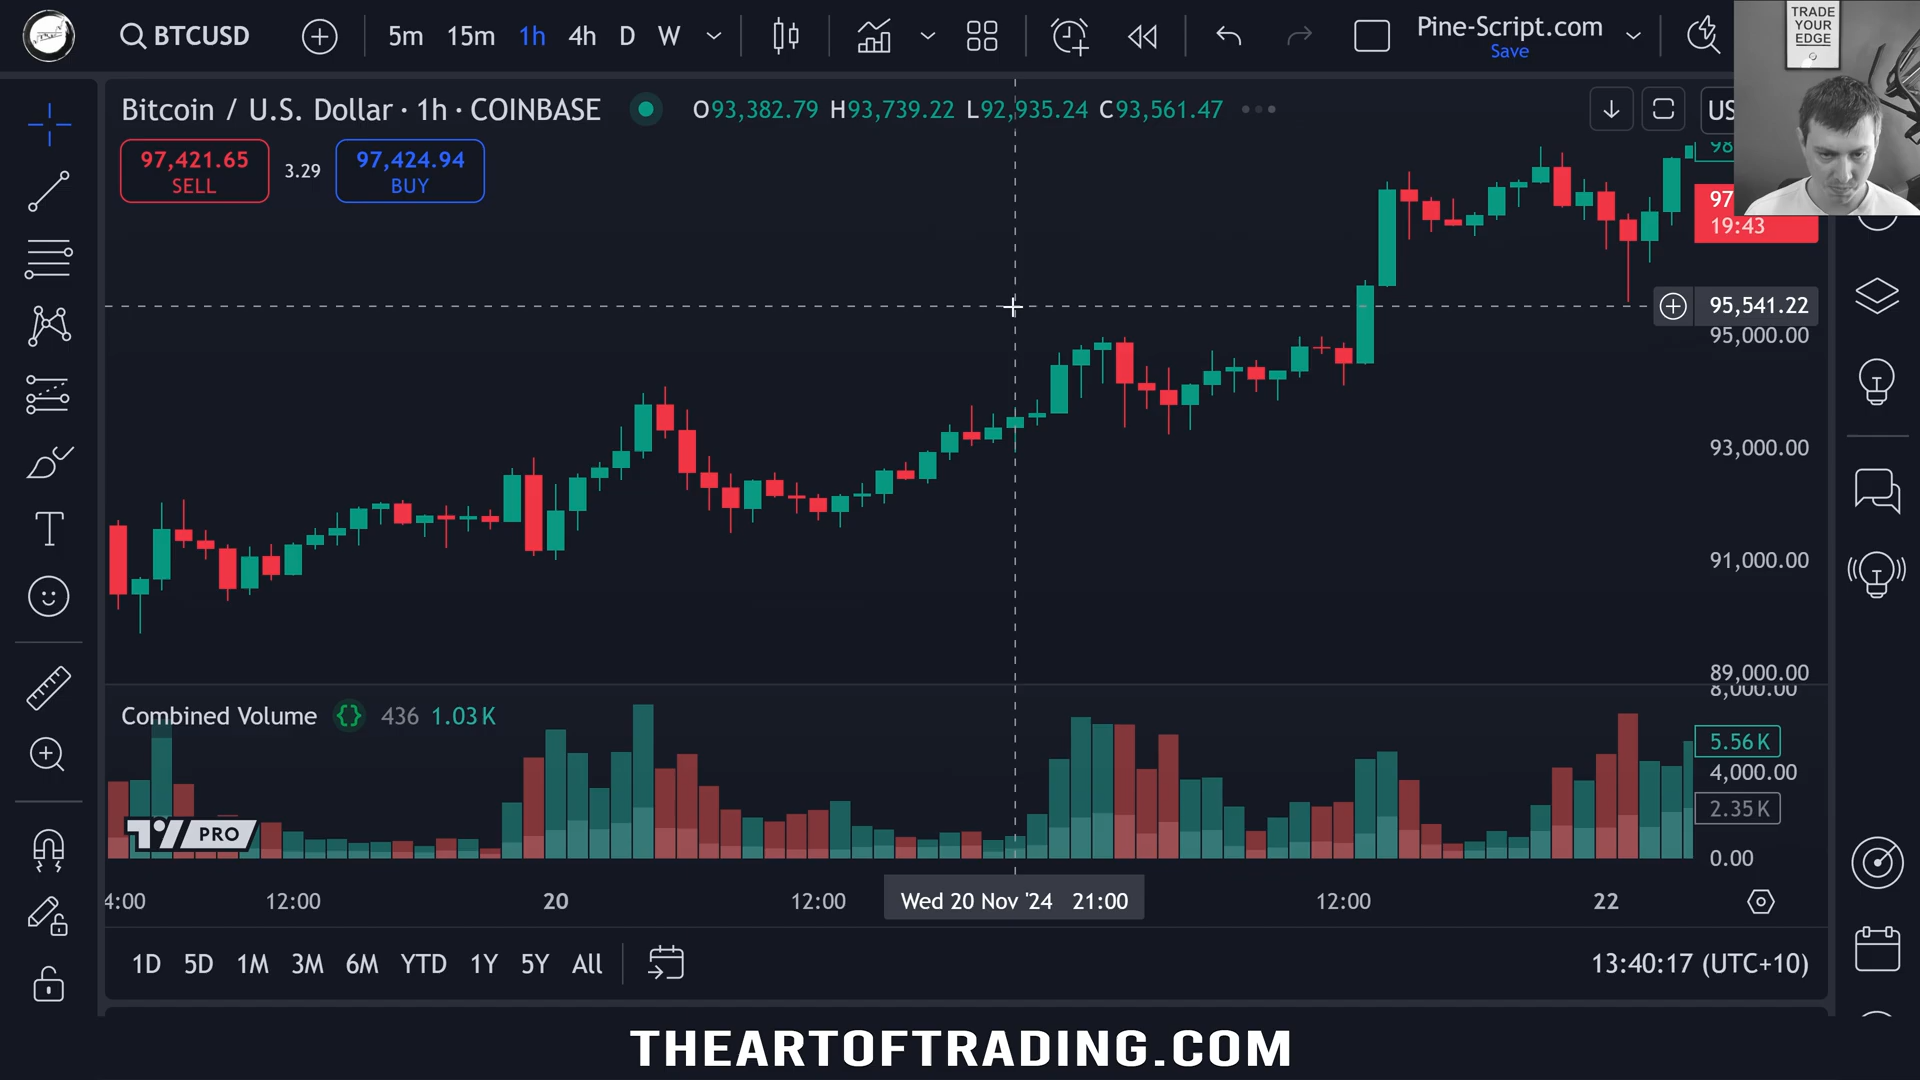 BTCUSD
5m 15m 1h 4h D W
Pine-Script.com
Save
TRADE
YOUR
EDGE
Bitcoin / U.S. Dollar · 1h · COINBASE
O93,382.79 H93,739.22 L92,935.24 C93,561.47
97,421.65
SELL
3.29
97,424.94
BUY
19:43
95,541.22
95,000.00
93,000.00
91,000.00
89,000.00
8,000.00
Combined Volume {} 436 1.03 K
5.56 K
4,000.00
2.35 K
0.00
PRO
4:00 12:00 20 12:00 Wed 20 Nov '24 21:00 12:00 22
1D 5D 1M 3M 6M YTD 1Y 5Y All
13:40:17 (UTC+10)
THEARTOFTRADING.COM